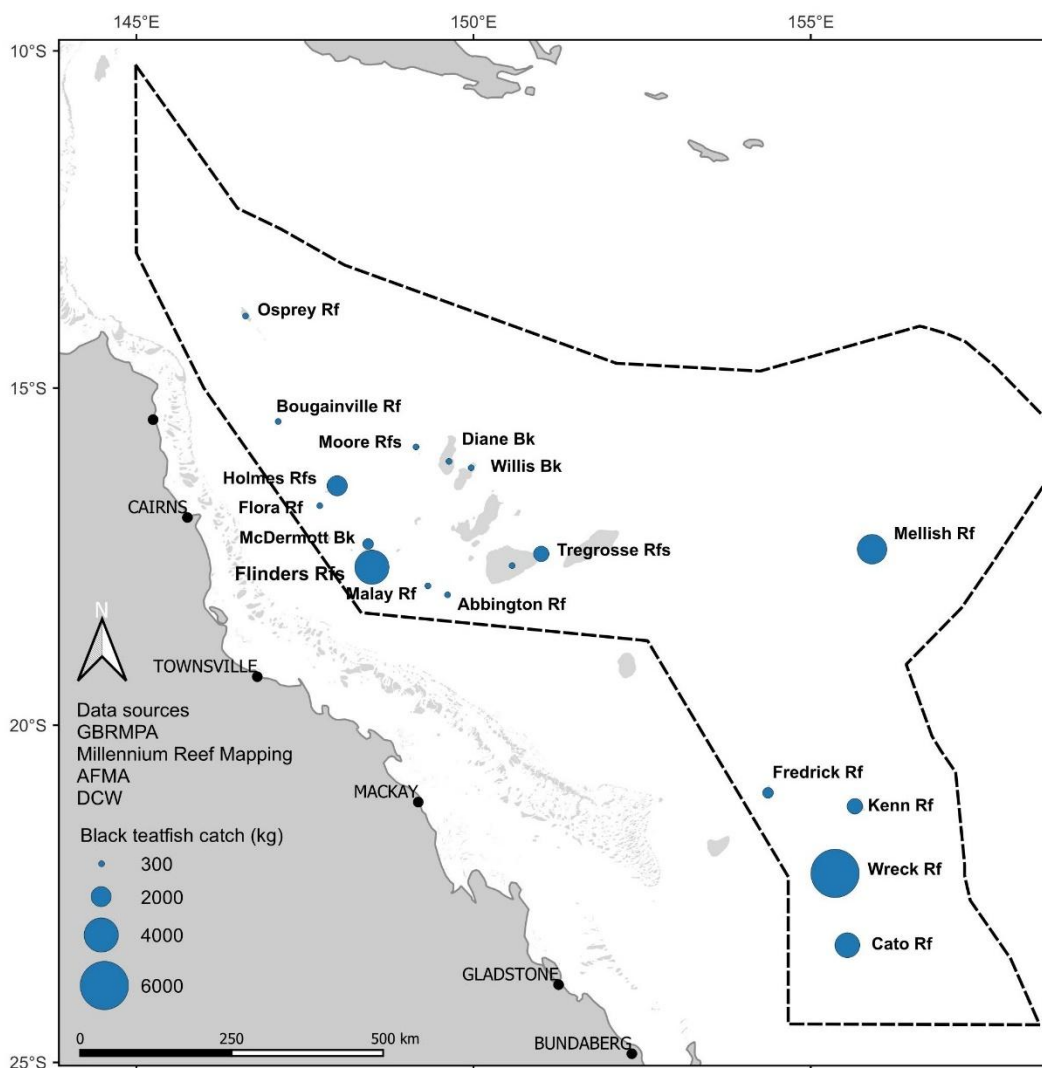 145°E
150°E
155°E
10°S
15°S
20°S
25°S
Osprey Rf
Bougainville Rf
Moore Rfs
Diane Bk
Willis Bk
Holmes Rfs
Flora Rf
CAIRNS
McDermott Bk
Mellish Rf
Tregrosse Rfs
Flinders Rfs
Malay Rf
Abbington Rf
N
TOWNSVILLE
Data sources
GBRMPA
Millennium Reef Mapping
AFMA
DCW
MACKAY
Fredrick Rf
Kenn Rf
Wreck Rf
Cato Rf
Black teatfish catch (kg)
300
2000
4000
6000
GLADSTONE
BUNDABERG
0 250 500 km